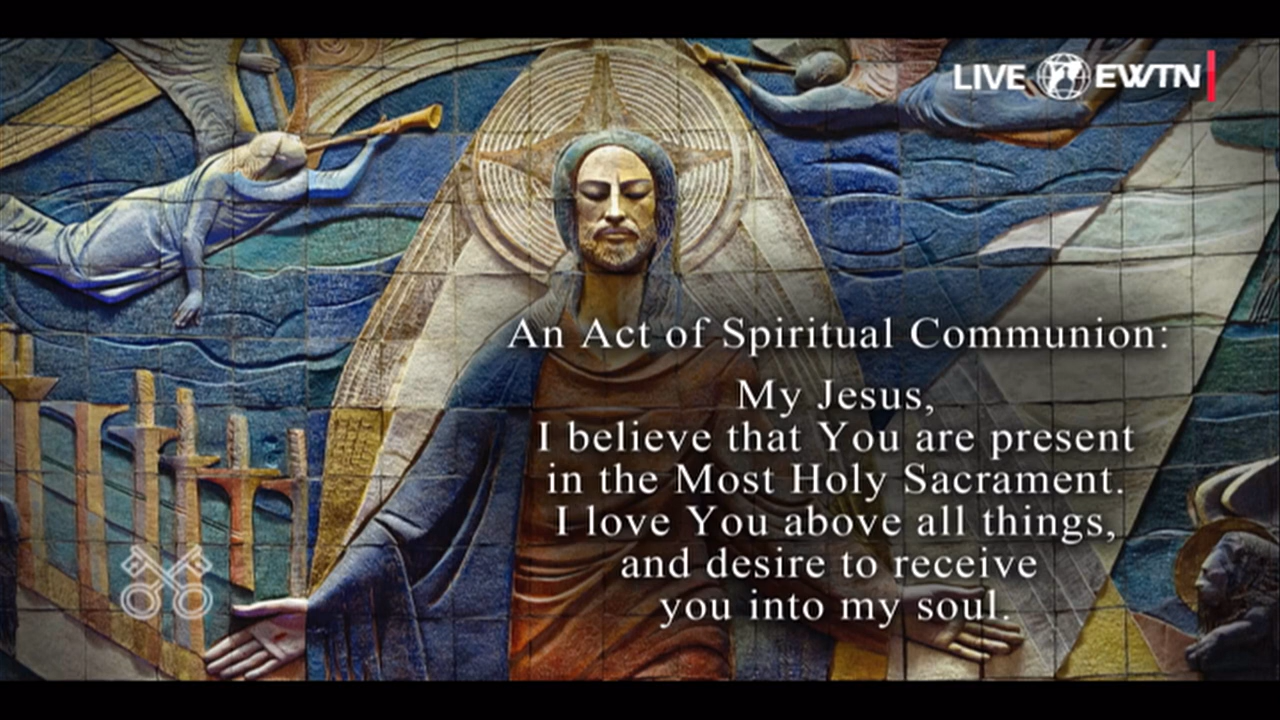 LIVE EWTN
An Act of Spiritual Communion:
My Jesus,
I believe that You are present
in the Most Holy Sacrament.
I love You above all things,
and desire to receive
you into my soul.